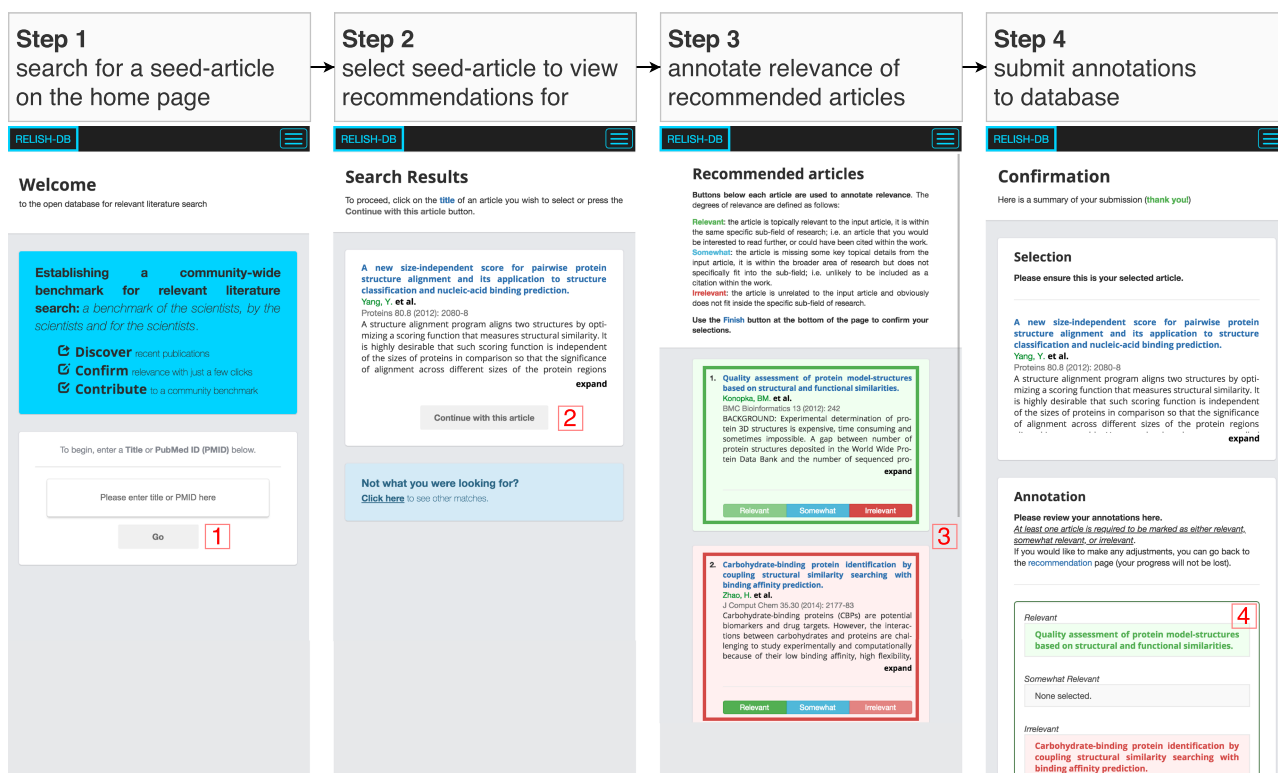 Step 1
search for a seed-article
on the home page
Step 2
select seed-article to view
recommendations for
Step 3
annotate relevance of
recommended articles
Step 4
submit annotations
to database
RELISH-DB
Welcome
to the open database for relevant literature search
Establishing a community-wide
benchmark for relevant literature
search: a benchmark of the scientists, by the
scientists and for the scientists.
Discover recent publications
Confirm relevance with just a few clicks
Contribute to a community benchmark
To begin, enter a Title or PubMed ID (PMID) below.
Please enter title or PMID here
Go
1
RELISH-DB
Search Results
To proceed, click on the title of an article you wish to select or press the
Continue with this article button.
A new size-independent score for pairwise protein
structure alignment and its application to structure
classification and nucleic-acid binding prediction.
Yang, Y. et al.
Proteins 80.8 (2012): 2080-8
A structure alignment program aligns two structures by opti-
mizing a scoring function that measures structural similarity. It
is highly desirable that such scoring function is independent
of the sizes of proteins in comparison so that the significance
of alignment across different sizes of the protein regions
expand
Continue with this article
2
Not what you were looking for?
Click here to see other matches.
RELISH-DB
Recommended articles
Buttons below each article are used to annotate relevance. The
degrees of relevance are defined as follows:
Relevant: the article is topically relevant to the input article, it is within
the same specific sub-field of research; i.e. an article that you would
be interested to read further, or could have been cited within the work.
Somewhat: the article is missing some key topical details from the
input article, it is within the broader area of research but does not
specifically fit into the sub-field; i.e. unlikely to be included as a
citation within the work.
Irrelevant: the article is unrelated to the input article and obviously
does not fit inside the specific sub-field of research.
Use the Finish button at the bottom of the page to confirm your
selections.
1. Quality assessment of protein model-structures
based on structural and functional similarities.
Konopka, BM. et al.
BMC Bioinformatics 13 (2012): 242
BACKGROUND: Experimental determination of pro-
tein 3D structures is expensive, time consuming and
sometimes impossible. A gap between number of
protein structures deposited in the World Wide Pro-
tein Data Bank and the number of sequenced pro-
expand
Relevant Somewhat Irrelevant
3
2. Carbohydrate-binding protein identification by
coupling structural similarity searching with
binding affinity prediction.
Zhao, H. et al.
J Comput Chem 35.30 (2014): 2177-83
Carbohydrate-binding proteins (CBPs) are potential
biomarkers and drug targets. However, the interac-
tions between carbohydrates and proteins are chal-
lenging to study experimentally and computationally
because of their low binding affinity, high flexibility,
expand
Relevant Somewhat Irrelevant
RELISH-DB
Confirmation
Here is a summary of your submission (thank you!)
Selection
Please ensure this is your selected article.
A new size-independent score for pairwise protein
structure alignment and its application to structure
classification and nucleic-acid binding prediction.
Yang, Y. et al.
Proteins 80.8 (2012): 2080-8
A structure alignment program aligns two structures by opti-
mizing a scoring function that measures structural similarity. It
is highly desirable that such scoring function is independent
of the sizes of proteins in comparison so that the significance
of alignment across different sizes of the protein regions
expand
Annotation
Please review your annotations here.
At least one article is required to be marked as either relevant,
somewhat relevant, or irrelevant.
If you would like to make any adjustments, you can go back to
the recommendation page (your progress will not be lost).
4
Relevant
Quality assessment of protein model-structures
based on structural and functional similarities.
Somewhat Relevant
None selected.
Irrelevant
Carbohydrate-binding protein identification by
coupling structural similarity searching with
binding affinity prediction.